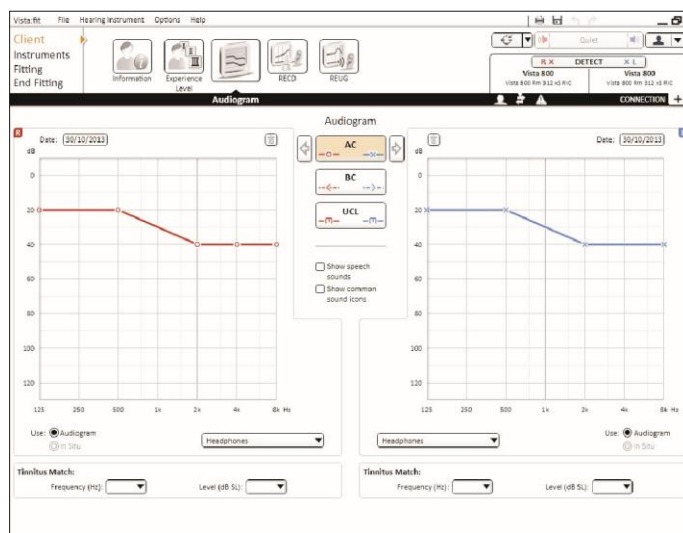 Vista:fit File Hearing Instrument Options Help
Client
Instruments
Fitting
End Fitting
Information
Experience
Level
RECD
REUG
Quiet
R X DETECT X L
Vista 800 Vista 800
Vista 800 Rm 312 x3 RIC Vista 800 Rm 312 x3 RIC
Audiogram
CONNECTION +
Audiogram
R Date: 30/10/2013
dB
0
20
40
60
80
100
120
125 250 500 1k 2k 4k 8k Hz
Use: Audiogram
In Situ
Headphones
AC
BC
UCL
Show speech
sounds
Show common
sound icons
Date: 30/10/2013
dB
0
20
40
60
80
100
120
125 250 500 1k 2k 4k 8k Hz
Headphones
Use: Audiogram
In Situ
Tinnitus Match:
Frequency (Hz): Level (dB SL):
Tinnitus Match:
Frequency (Hz): Level (dB SL):